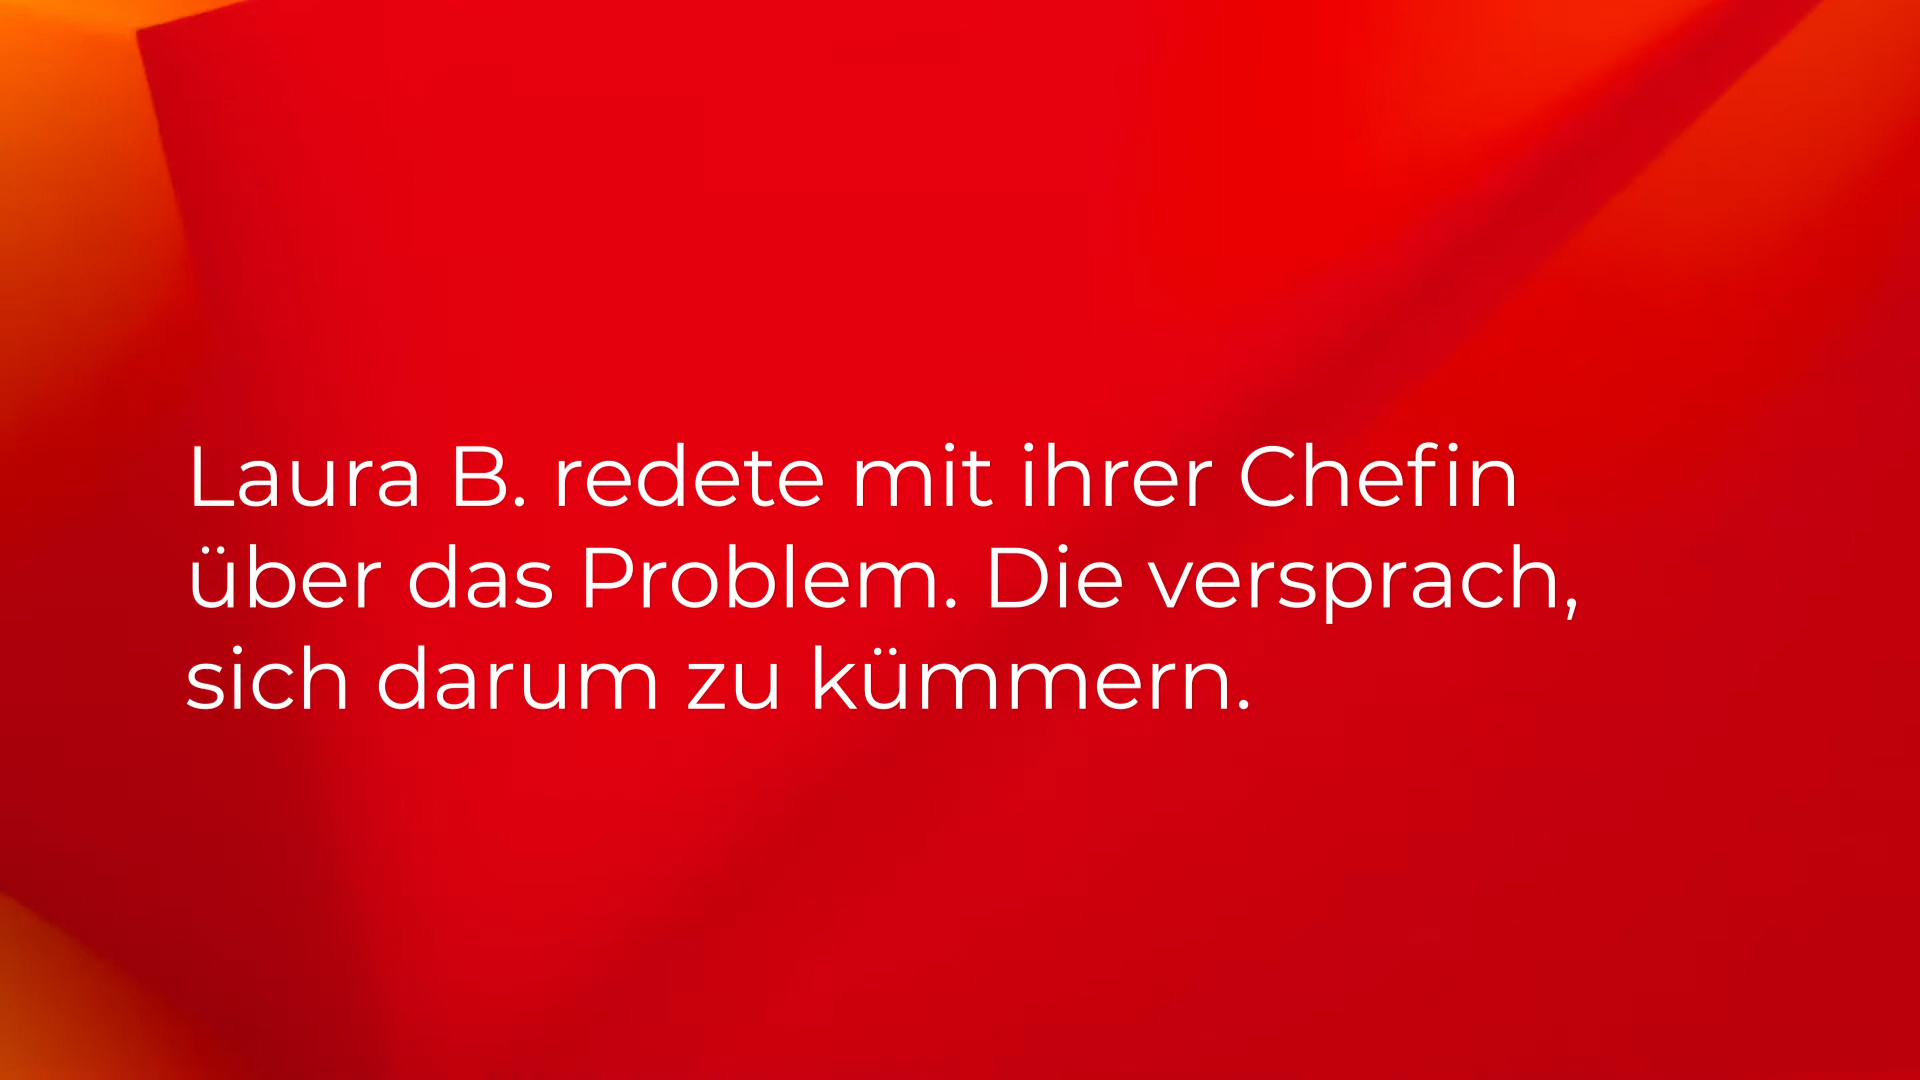 Laura B. redete mit ihrer Chefin
über das Problem. Die versprach,
sich darum zu kümmern.